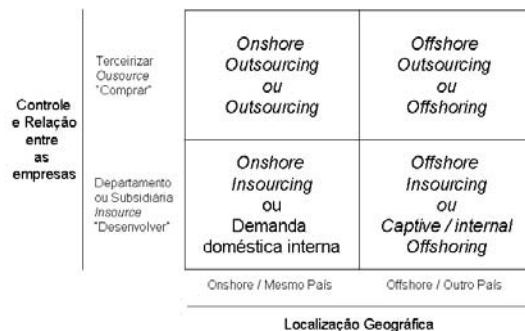 Controle
e Relação
entre
as
empresas
Terceirizar
Ousource
"Comprar"
Onshore
Outsourcing
ou
Outsourcing
Offshore
Outsourcing
ou
Offshoring
Departamento
ou Subsidiária
Insource
"Desenvolver"
Onshore
Insourcing
ou
Demanda
doméstica interna
Offshore
Insourcing
ou
Captive / internal
Offshoring
Onshore / Mesmo País
Offshore / Outro País
Localização Geográfica